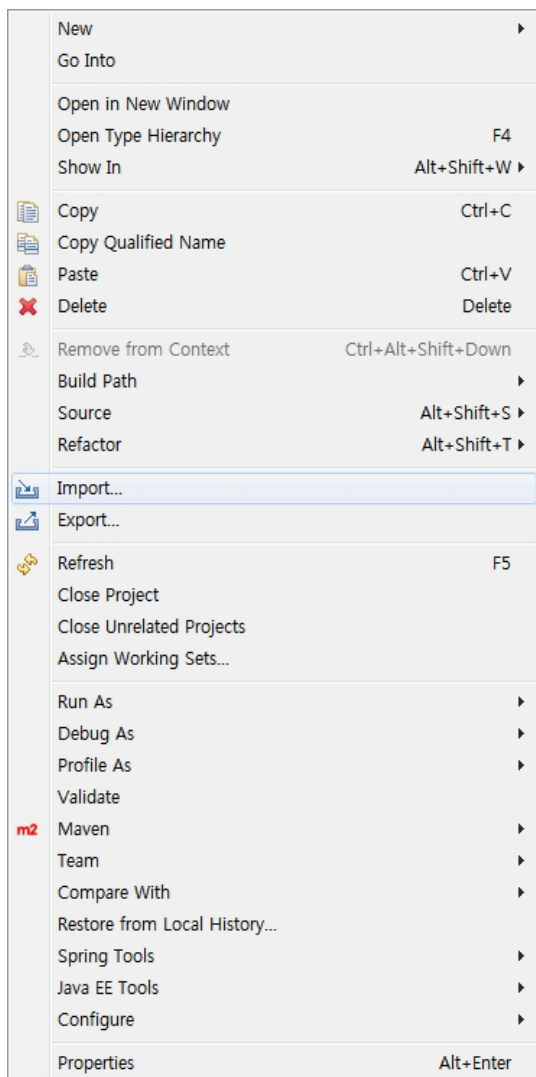 New
Go Into
Open in New Window
Open Type Hierarchy F4
Show In Alt+Shift+W
Copy Ctrl+C
Copy Qualified Name
Paste Ctrl+V
Delete Delete
Remove from Context Ctrl+Alt+Shift+Down
Build Path
Source Alt+Shift+S
Refactor Alt+Shift+T
Import...
Export...
Refresh F5
Close Project
Close Unrelated Projects
Assign Working Sets...
Run As
Debug As
Profile As
Validate
m2 Maven
Team
Compare With
Restore from Local History...
Spring Tools
Java EE Tools
Configure
Properties Alt+Enter